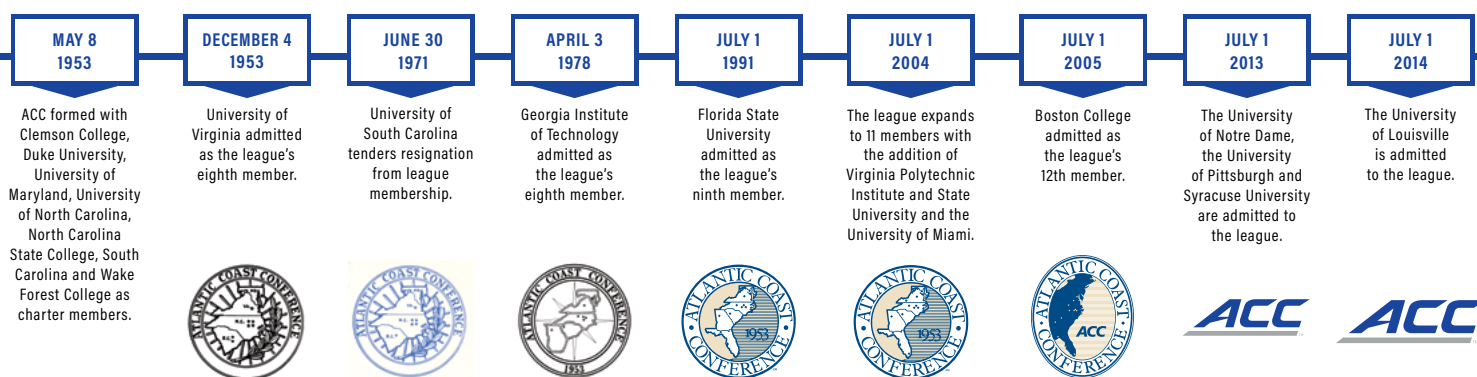 MAY 8
1953
ACC formed with
Clemson College,
Duke University,
University of
Maryland, University
of North Carolina,
North Carolina
State College, South
Carolina and Wake
Forest College as
charter members.
DECEMBER 4
1953
University of
Virginia admitted
as the league's
eighth member.
ATLANTIC COAST CONFERENCE
JUNE 30
1971
University of
South Carolina
tenders resignation
from league
membership.
ATLANTIC COAST CONFERENCE
APRIL 3
1978
Georgia Institute
of Technology
admitted as
the league's
eighth member.
ATLANTIC COAST CONFERENCE
1953
JULY 1
1991
Florida State
University
admitted as
the league's
ninth member.
ATLANTIC COAST
1953
CONFERENCE
JULY 1
2004
The league expands
to 11 members with
the addition of
Virginia Polytechnic
Institute and State
University and the
University of Miami.
ATLANTIC COAST
1953
CONFERENCE
JULY 1
2005
Boston College
admitted as
the league's
12th member.
ATLANTIC COAST
ACC
CONFERENCE
JULY 1
2013
The University
of Notre Dame,
the University
of Pittsburgh and
Syracuse University
are admitted to
the league.
ACC
JULY 1
2014
The University
of Louisville
is admitted
to the league.
ACC